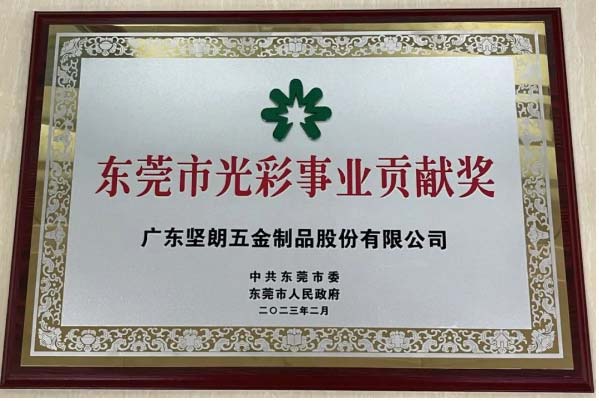 东莞市光彩事业贡献奖
广东坚朗五金制品股份有限公司
中共东莞市委
东莞市人民政府
二〇二三年二月